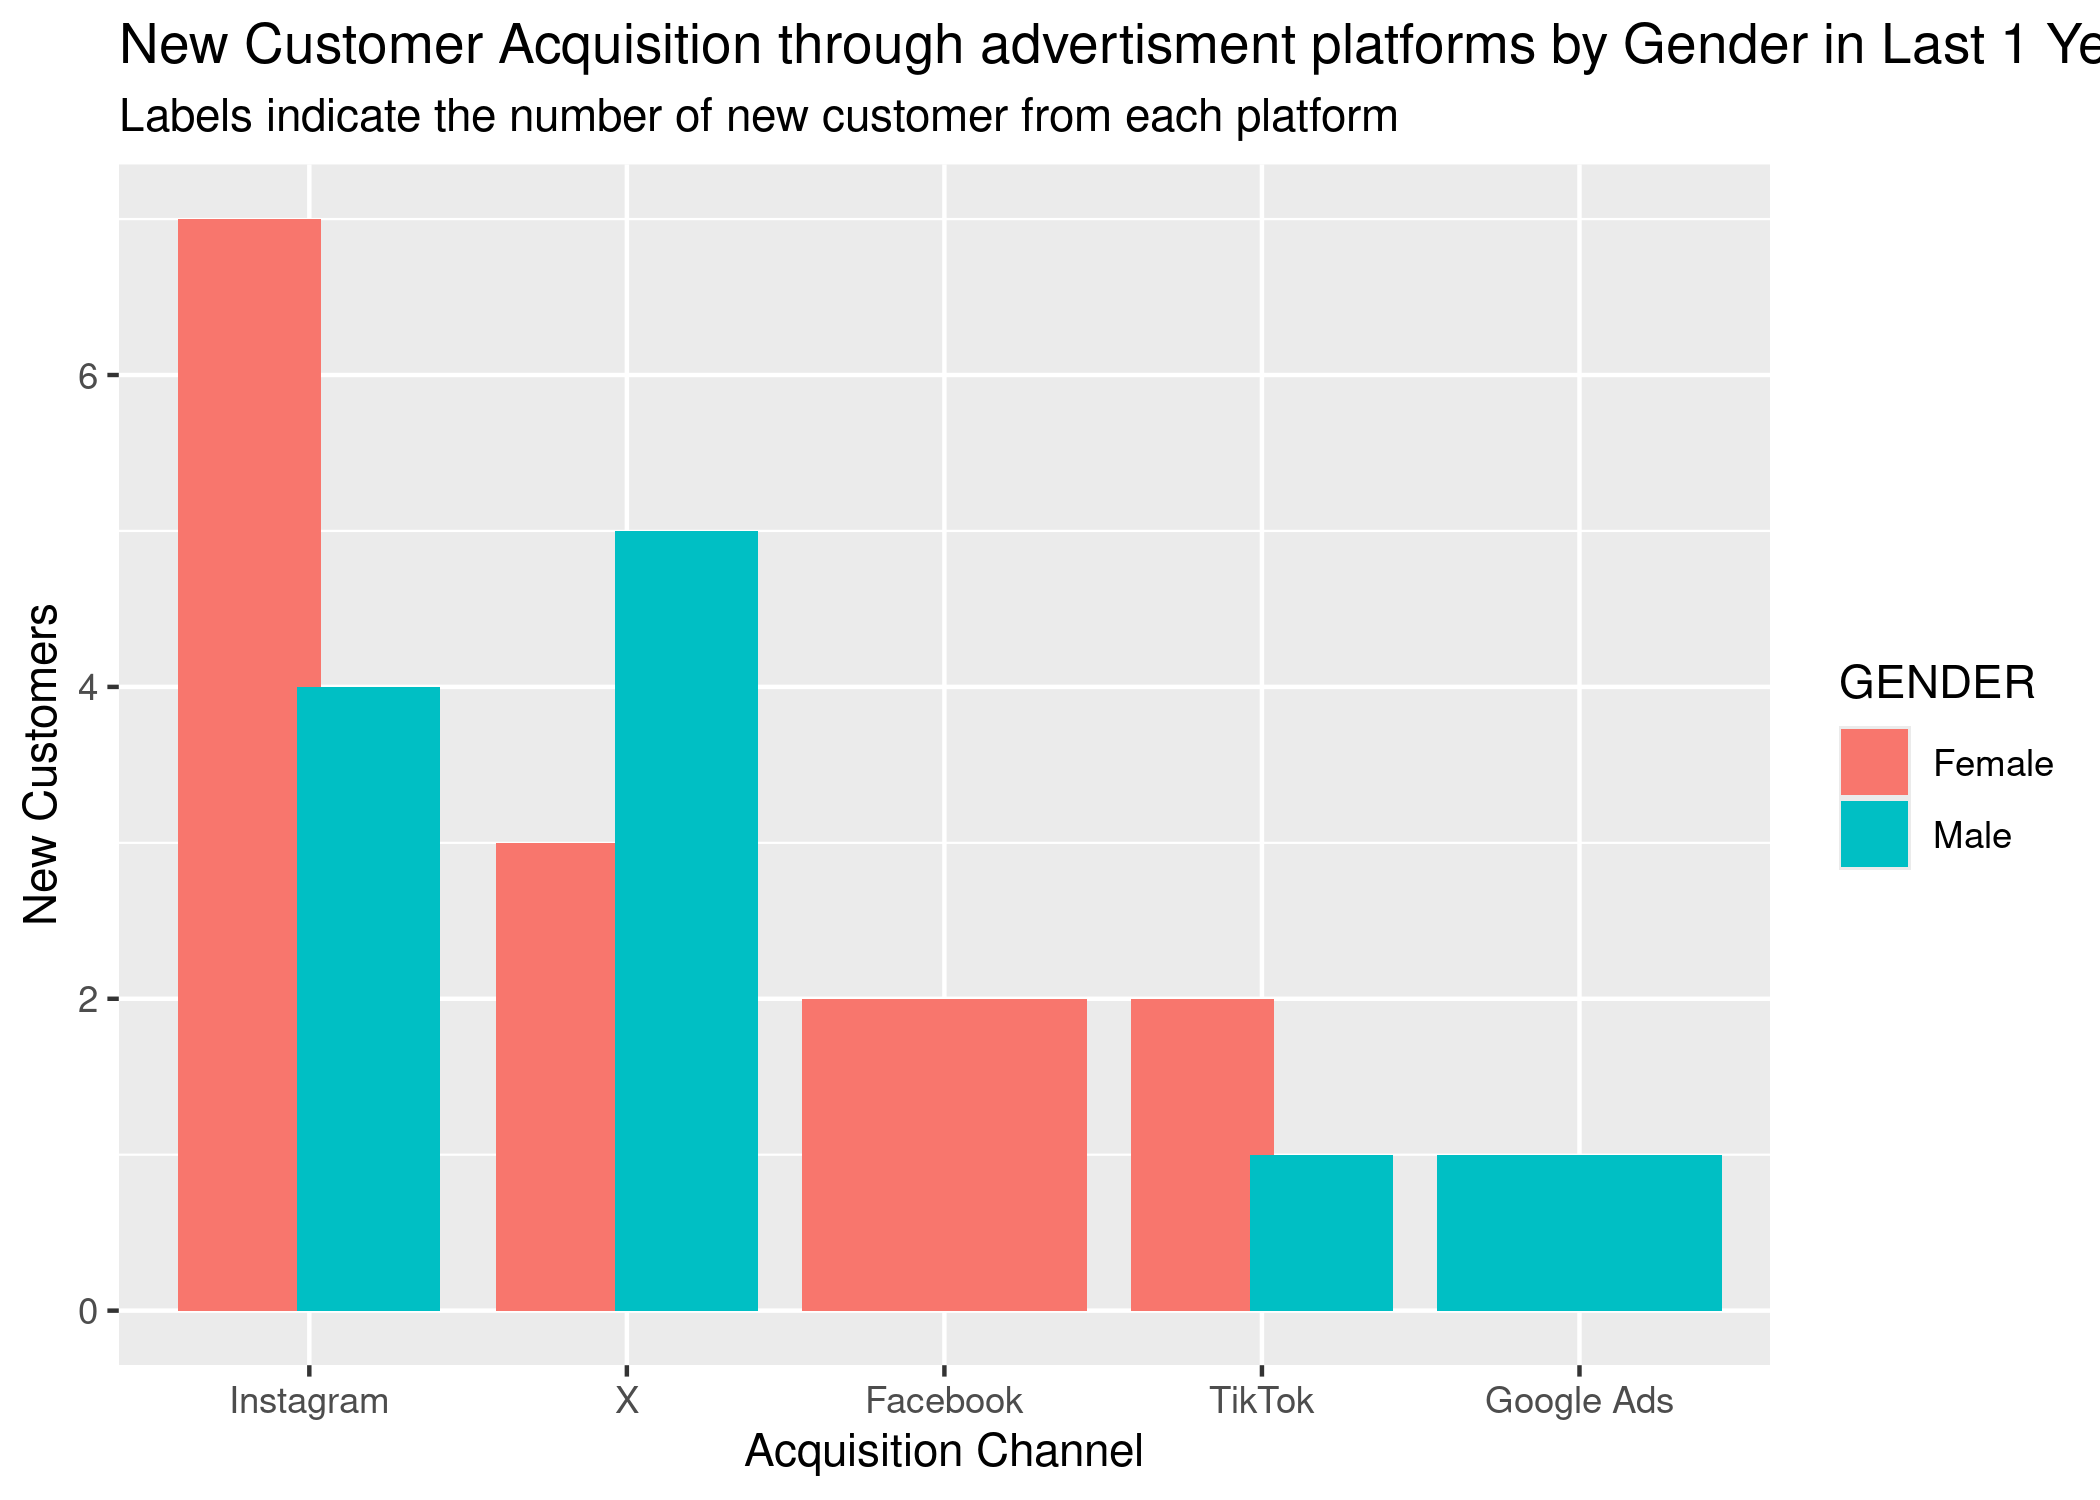 New Customer Acquisition through advertisment platforms by Gender in Last 1 Ye
Labels indicate the number of new customer from each platform
New Customers
6
4
2
0
Instagram X Facebook TikTok Google Ads
Acquisition Channel
GENDER
Female
Male